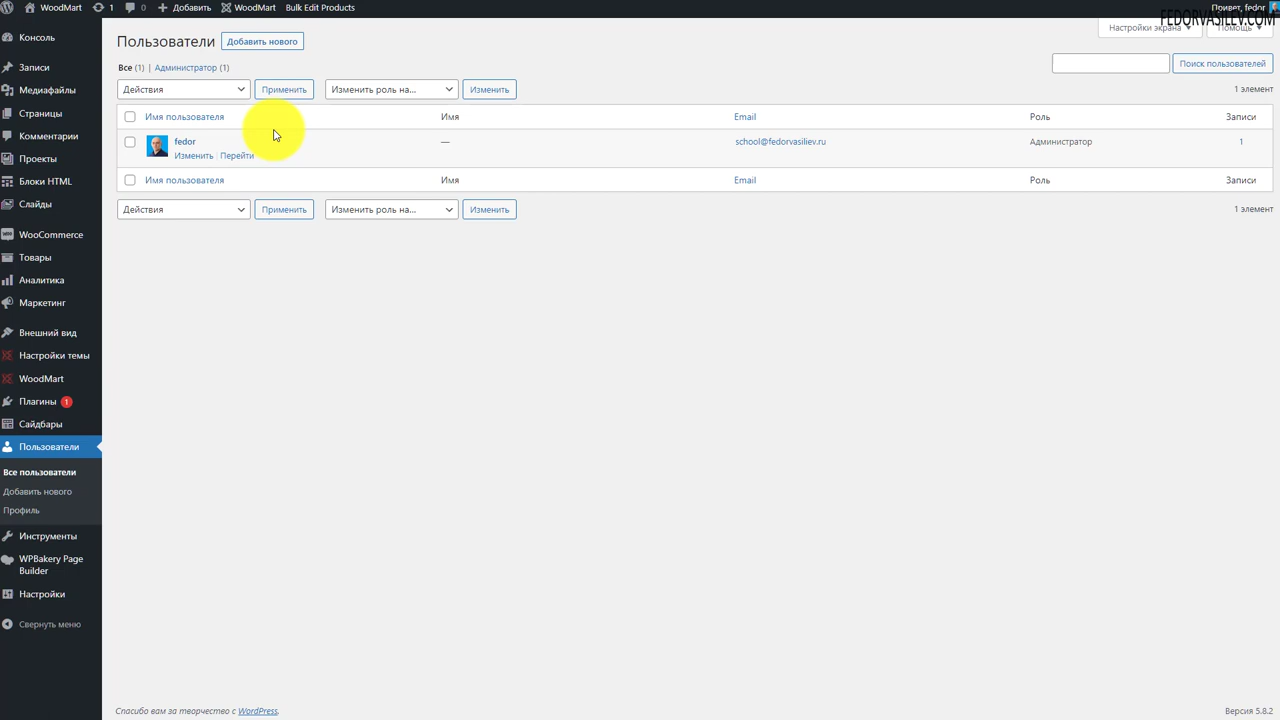 WoodMart 1 0 Добавить WoodMart Bulk Edit Products Привет, fedor
FEDORVASILEV.COM
Настройки экрана Помощь
Консоль
Записи
Медиафайлы
Страницы
Комментарии
Проекты
Блоки HTML
Слайды
WooCommerce
Товары
Аналитика
Маркетинг
Внешний вид
Настройки темы
WoodMart
Плагины 1
Сайдбары
Пользователи
Все пользователи
Добавить нового
Профиль
Инструменты
WPBakery Page
Builder
Настройки
Свернуть меню
Пользователи Добавить нового
Все (1) | Администратор (1)
Поиск пользователей
Действия Применить Изменить роль на... Изменить 1 элемент
Имя пользователя Имя Email Роль Записи
fedor — school@fedorvasiliev.ru Администратор 1
Изменить | Перейти
Имя пользователя Имя Email Роль Записи
Действия Применить Изменить роль на... Изменить 1 элемент
Спасибо вам за творчество с WordPress. Версия 5.8.2